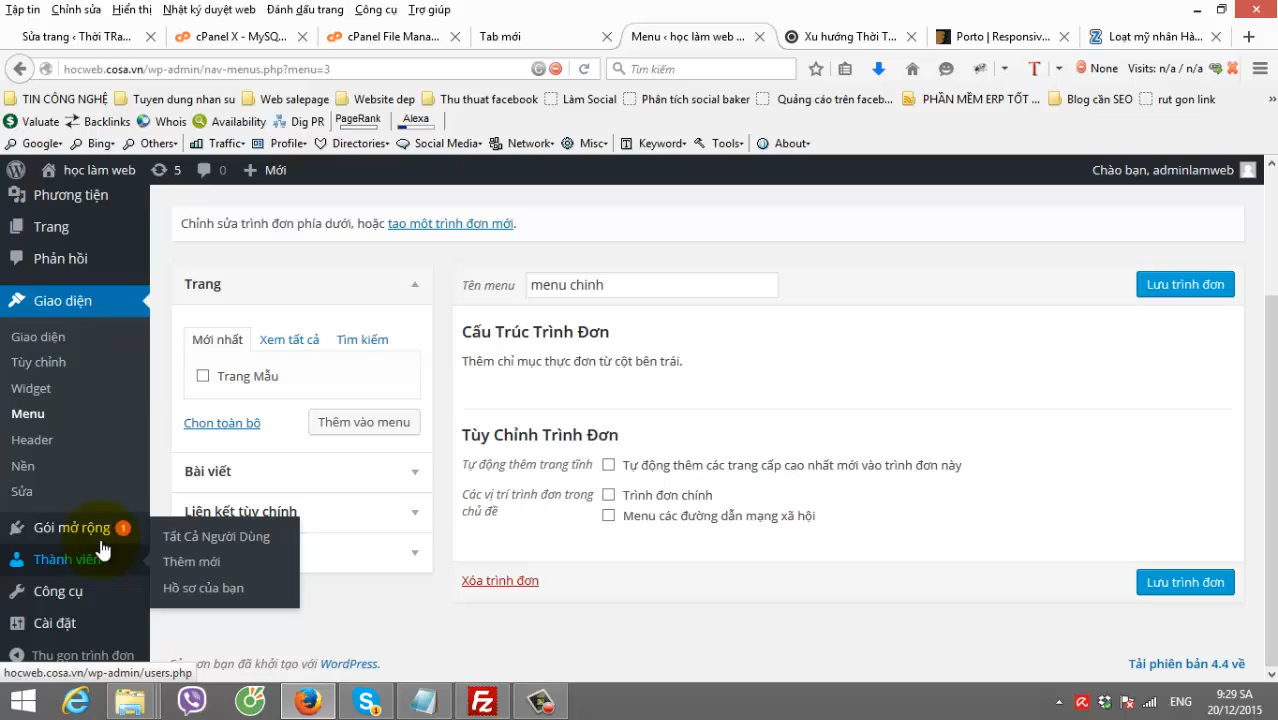 Tập tin Chỉnh sửa Hiển thị Nhật ký duyệt web Đánh dấu trang Công cụ Trợ giúp
Sửa trang ‹ Thời TRa... cPanel X - MySQ... cPanel File Mana... Tab mới Menu ‹ học làm web ... Xu hướng Thời T... Porto | Responsiv... Loạt mỹ nhân Hà...
hocweb.cosa.vn/wp-admin/nav-menus.php?menu=3 Tìm kiếm None Visits: n/a / n/a
TIN CÔNG NGHỆ Tuyen dung nhan su Web salepage Website dep Thu thuat facebook Làm Social Phân tích social baker Quảng cáo trên faceb... PHẦN MỀM ERP TỐT ... Blog cần SEO rut gon link »
Valuate Backlinks Whois Availability Dig PR PageRank Alexa
Google Bing Others Traffic Profile Directories Social Media Network Misc Keyword Tools About
học làm web 5 0 Mới Chào bạn, adminlamweb
Phương tiện
Trang
Phản hồi
Giao diện
Giao diện
Tùy chỉnh
Widget
Menu
Header
Nền
Sửa
Gói mở rộng 1
Thành viên
Công cụ
Cài đặt
Thu gọn trình đơn
Tất Cả Người Dùng
Thêm mới
Hồ sơ của bạn
Chỉnh sửa trình đơn phía dưới, hoặc tạo một trình đơn mới.
Trang
Mới nhất Xem tất cả Tìm kiếm
Trang Mẫu
Chọn toàn bộ Thêm vào menu
Bài viết
Liên kết tùy chỉnh
Tên menu menu chinh Lưu trình đơn
Cấu Trúc Trình Đơn
Thêm chỉ mục thực đơn từ cột bên trái.
Tùy Chỉnh Trình Đơn
Tự động thêm trang tĩnh Tự động thêm các trang cấp cao nhất mới vào trình đơn này
Các vị trí trình đơn trong chủ đề
Trình đơn chính
Menu các đường dẫn mạng xã hội
Xóa trình đơn Lưu trình đơn
ơn bạn đã khởi tạo với WordPress. Tải phiên bản 4.4 về
hocweb.cosa.vn/wp-admin/users.php
ENG 9:29 SA
20/12/2015